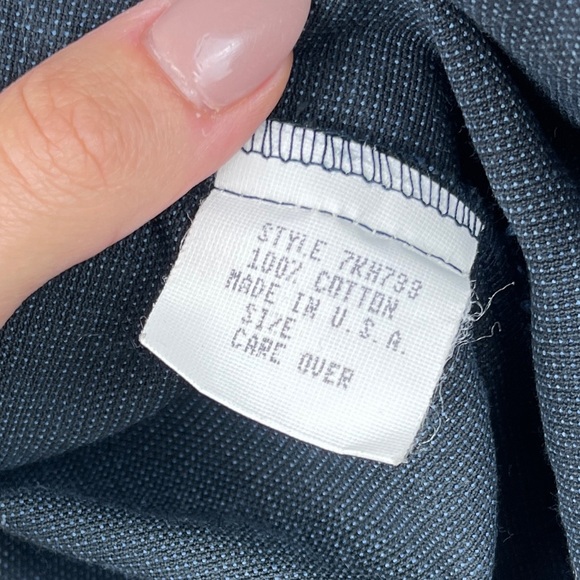 STYLE 7KH733
100% COTTON
MADE IN U.S.A.
SIZE
CARE OVER